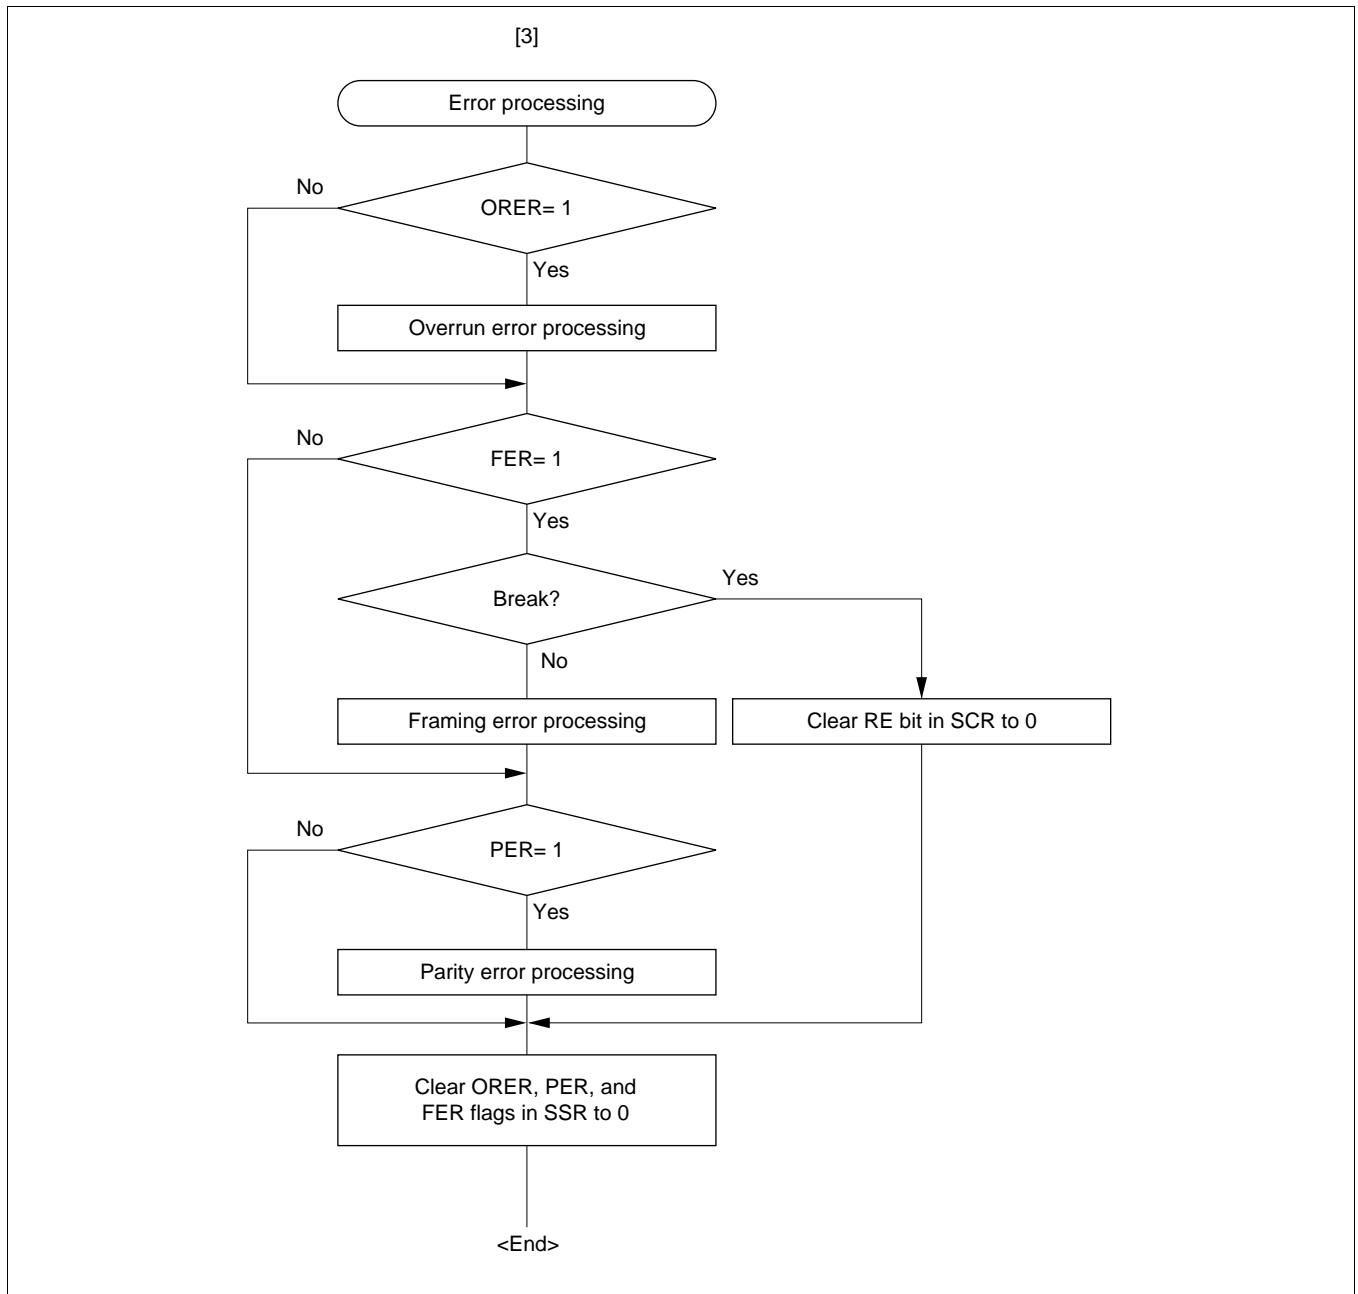 [3]
Error processing
No
ORER= 1
Yes
Overrun error processing
No
FER= 1
Yes
Break?
Yes
No
Framing error processing
Clear RE bit in SCR to 0
No
PER= 1
Yes
Parity error processing
Clear ORER, PER, and
FER flags in SSR to 0
<End>